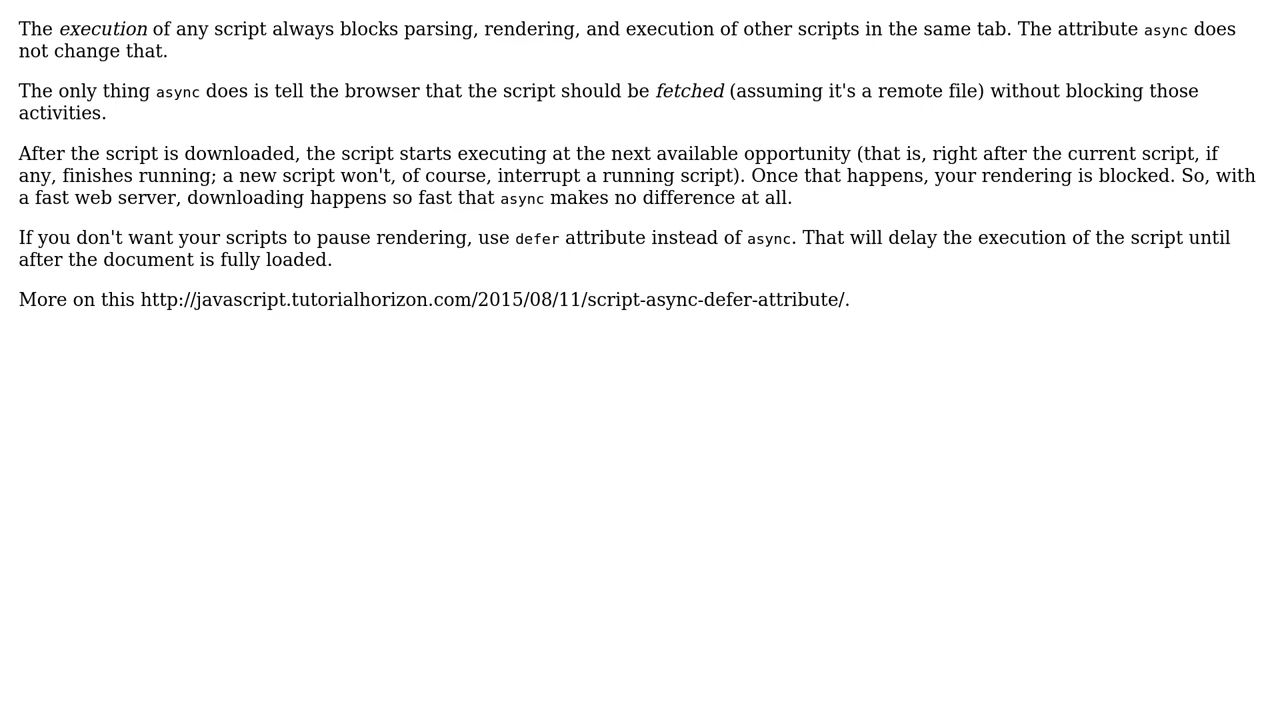 The execution of any script always blocks parsing, rendering, and execution of other scripts in the same tab. The attribute async does
not change that.
The only thing async does is tell the browser that the script should be fetched (assuming it's a remote file) without blocking those
activities.
After the script is downloaded, the script starts executing at the next available opportunity (that is, right after the current script, if
any, finishes running; a new script won't, of course, interrupt a running script). Once that happens, your rendering is blocked. So, with
a fast web server, downloading happens so fast that async makes no difference at all.
If you don't want your scripts to pause rendering, use defer attribute instead of async. That will delay the execution of the script until
after the document is fully loaded.
More on this http://javascript.tutorialhorizon.com/2015/08/11/script-async-defer-attribute/.